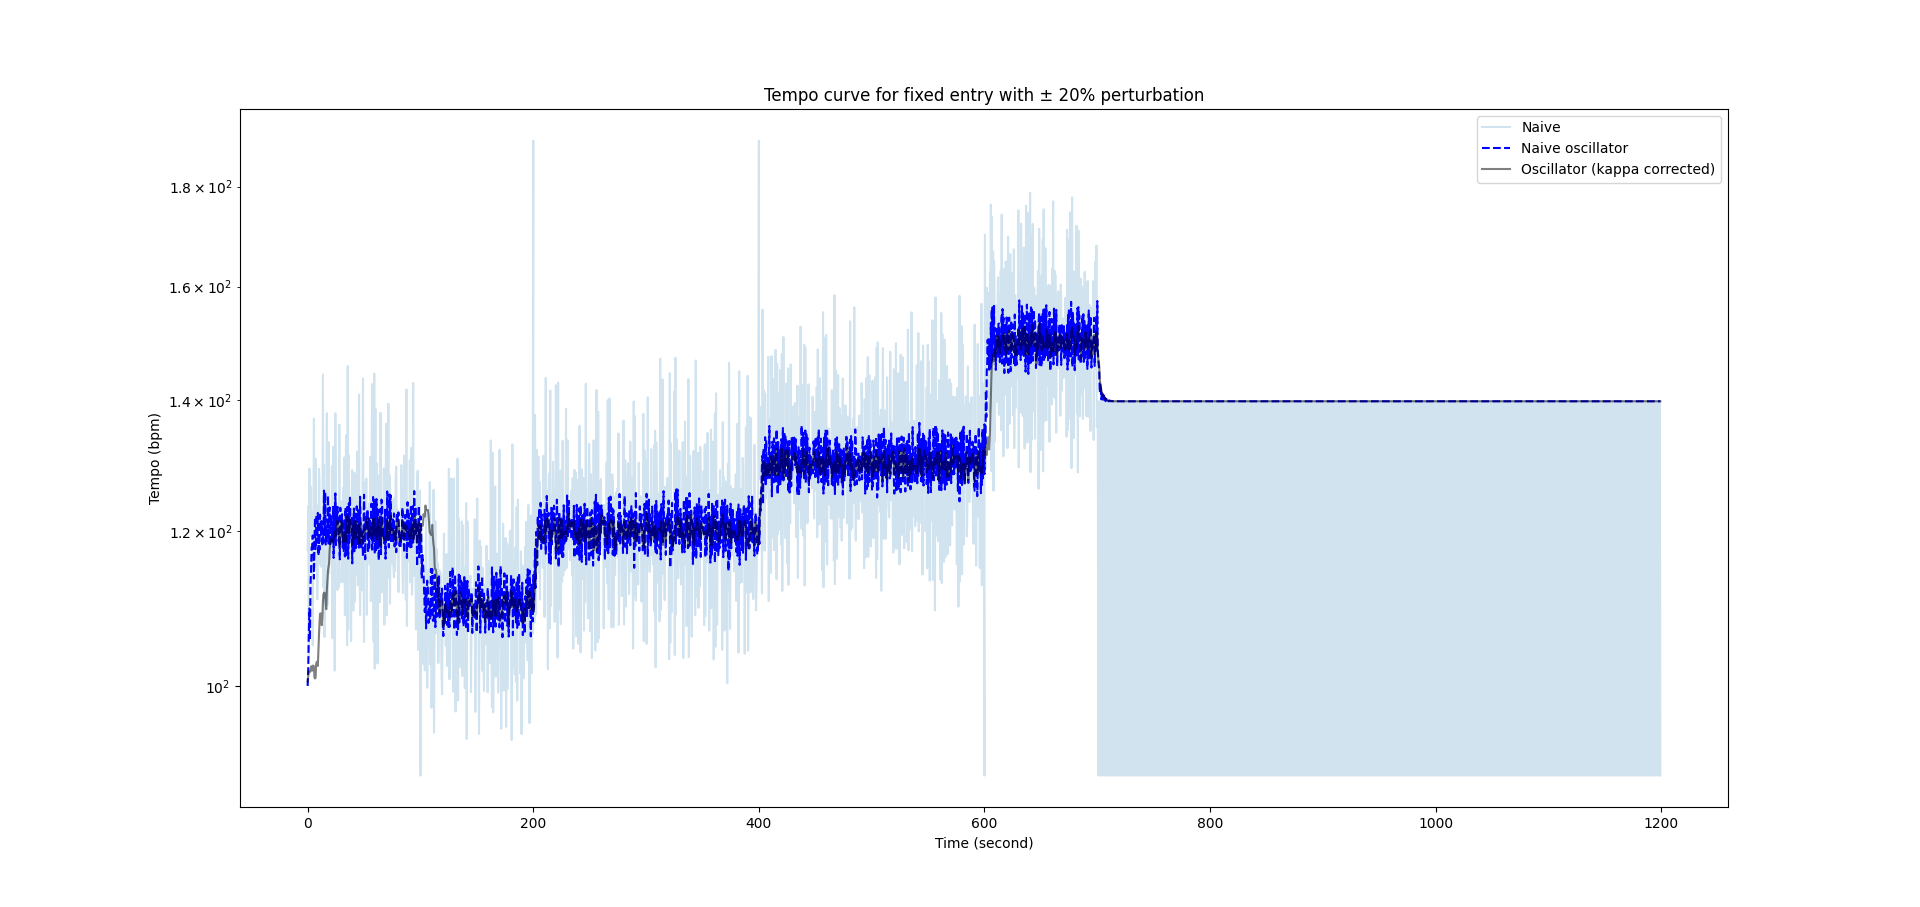 Tempo curve for fixed entry with ± 20% perturbation
Naive
Naive oscillator
Oscillator (kappa corrected)
1.8 × 10²
1.6 × 10²
1.4 × 10²
1.2 × 10²
10²
Tempo (bpm)
0 200 400 600 800 1000 1200
Time (second)